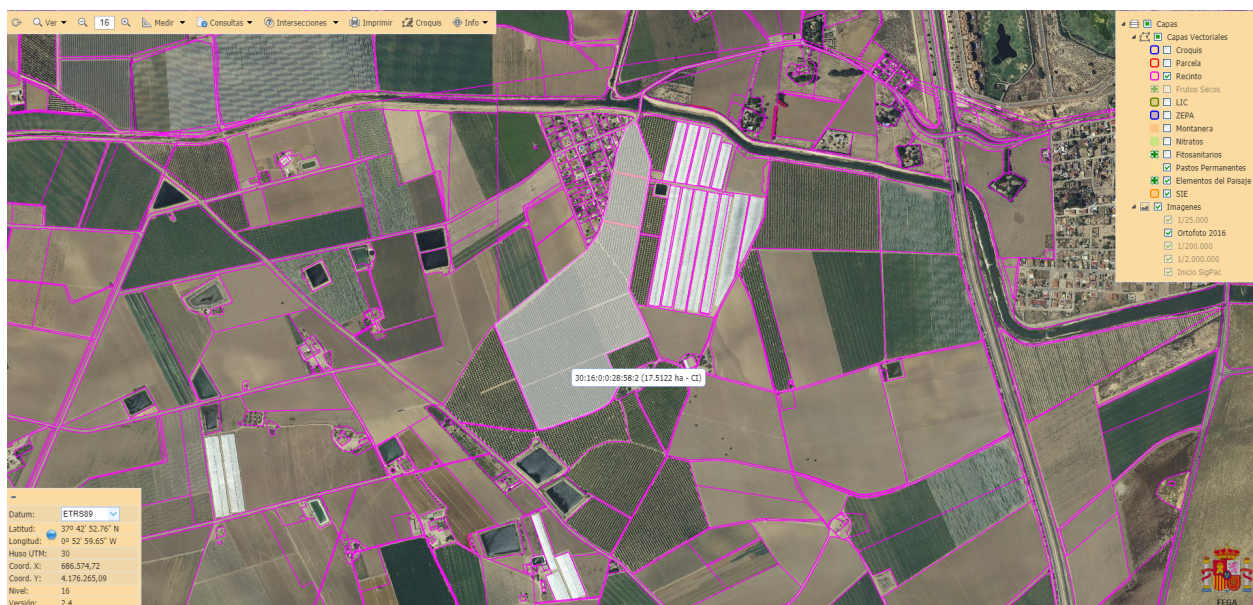 Ver
16
Medir
Consultas
Intersecciones
Imprimir
Croquis
Info
Capas
Capas Vectoriales
Croquis
Parcela
Recinto
Frutos Secos
LIC
ZEPA
Montanera
Nitratos
Fitosanitarios
Pastos Permanentes
Elementos del Paisaje
SIE
Imagenes
1/25.000
Ortofoto 2016
1/200.000
1/2.000.000
Inicio SigPac
30:16:0:0:28:58:2 (17.5122 ha - CI)
Datum: ETRS89
Latitud: 37º 42' 52.76" N
Longitud: 0º 52' 59.65" W
Huso UTM: 30
Coord. X: 686.574,72
Coord. Y: 4.176.265,09
Nivel: 16
Versión: 2.4
FEGA